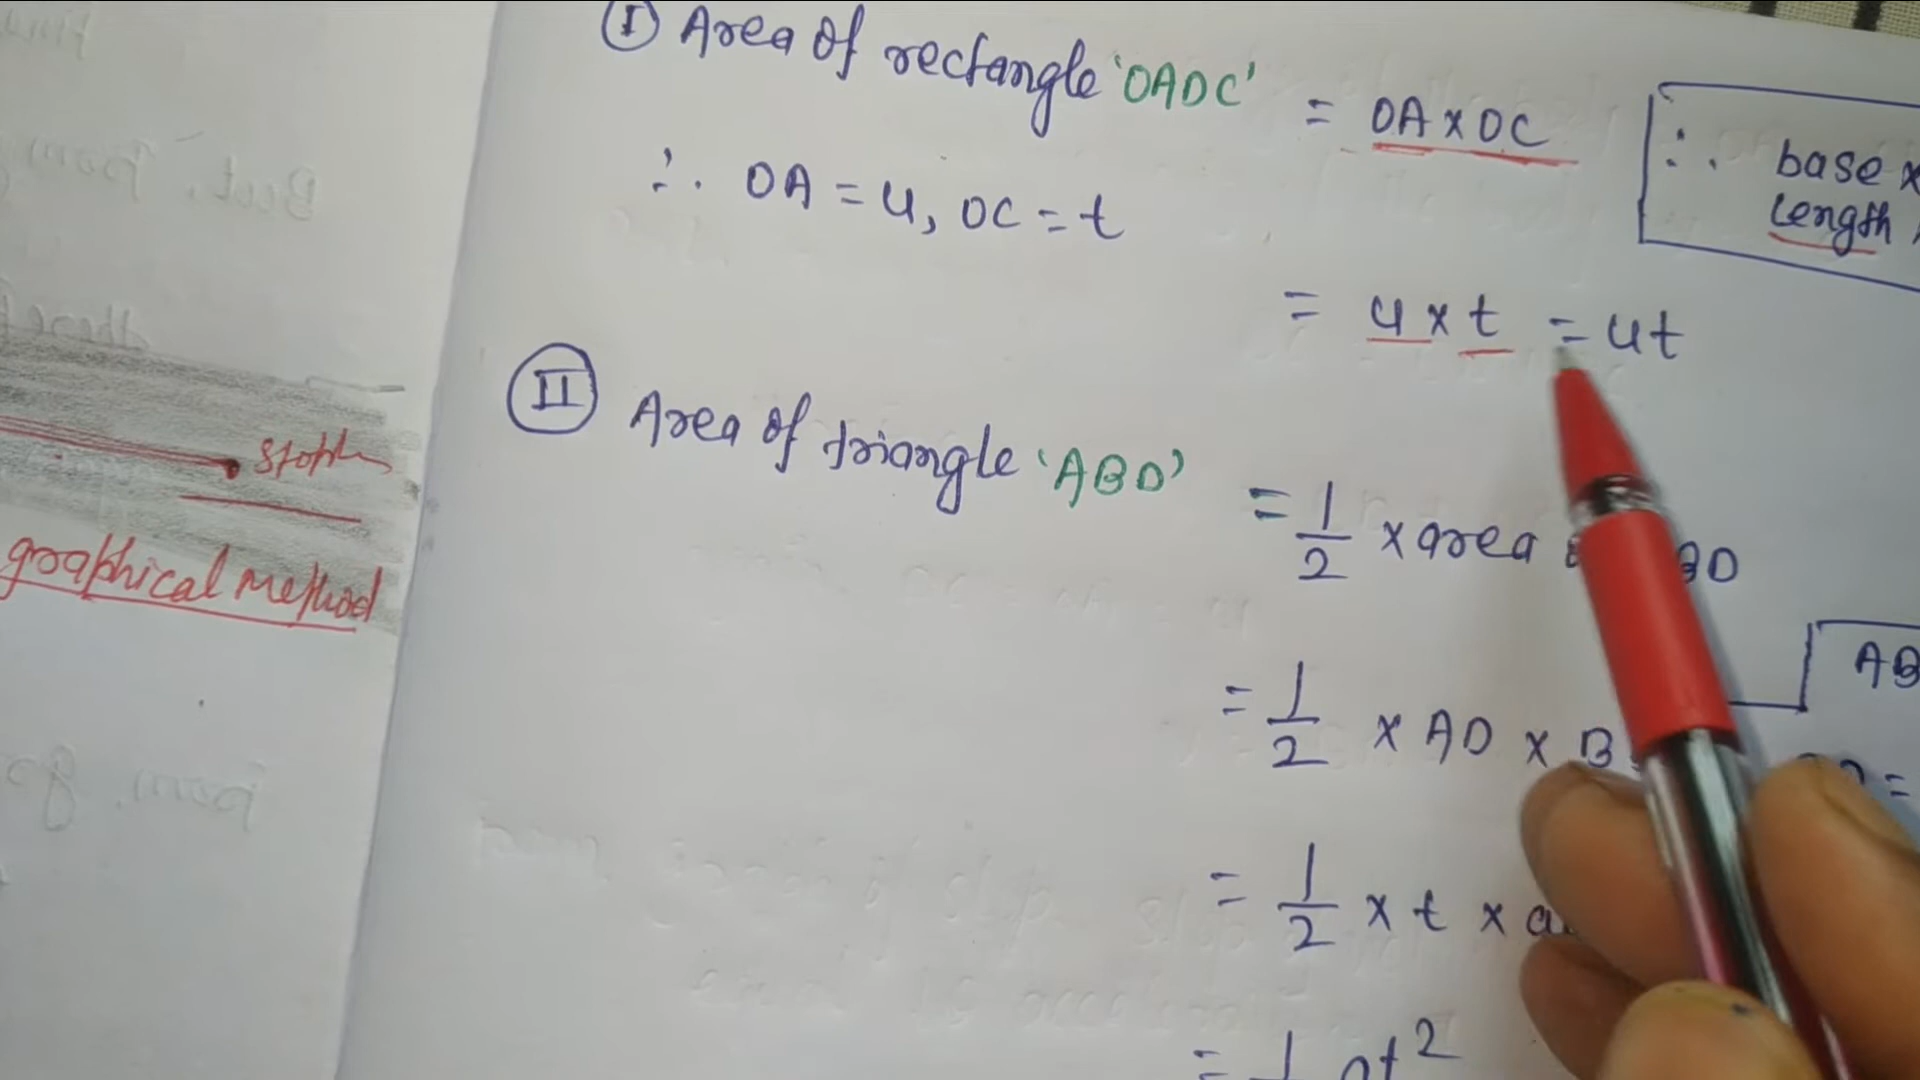 I Area of rectangle 'OADC' = OA x OC
∴ base x
length
∴ OA = u, OC = t
= u x t = ut
II Area of triangle 'ABD' = 1/2 x area BD
= 1/2 x AD x B
AB
= 1/2 x t x a
= 1 at²
graphical method